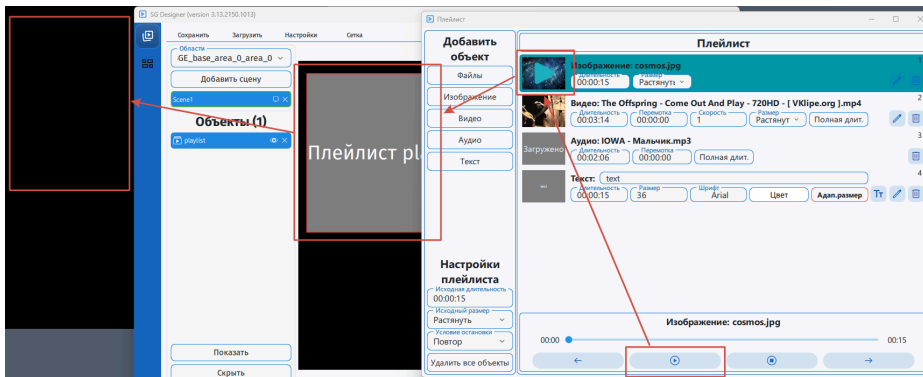 SG Designer (version 3.13.2150.1013)
Сохранить Загрузить Настройки Сетка
Области
GE_base_area_0_area_0
Добавить сцену
Scene1
Объекты (1)
playlist
Показать
Скрыть
Плейлист pl
Плейлист
Добавить
объект
Файлы
Изображение
Видео
Аудио
Текст
Настройки
плейлиста
Исходная длительность
00:00:15
Исходный размер
Растянуть
Условие остановки
Повтор
Удалить все объекты
Плейлист
1
Изображение: cosmos.jpg
Длительность Размер
00:00:15 Растянуть
2
Видео: The Offspring - Come Out And Play - 720HD - [ VKlipe.org ].mp4
Длительность Перемотка Скорость Размер
00:03:14 00:00:00 1 Растянут Полная длит.
3
Загружено
Аудио: IOWA - Мальчик.mp3
Длительность Перемотка
00:02:06 00:00:00 Полная длит.
4
Текст: text
Длительность Размер Шрифт
00:00:15 36 Arial Цвет Адап.размер Тт
Изображение: cosmos.jpg
00:00 00:15